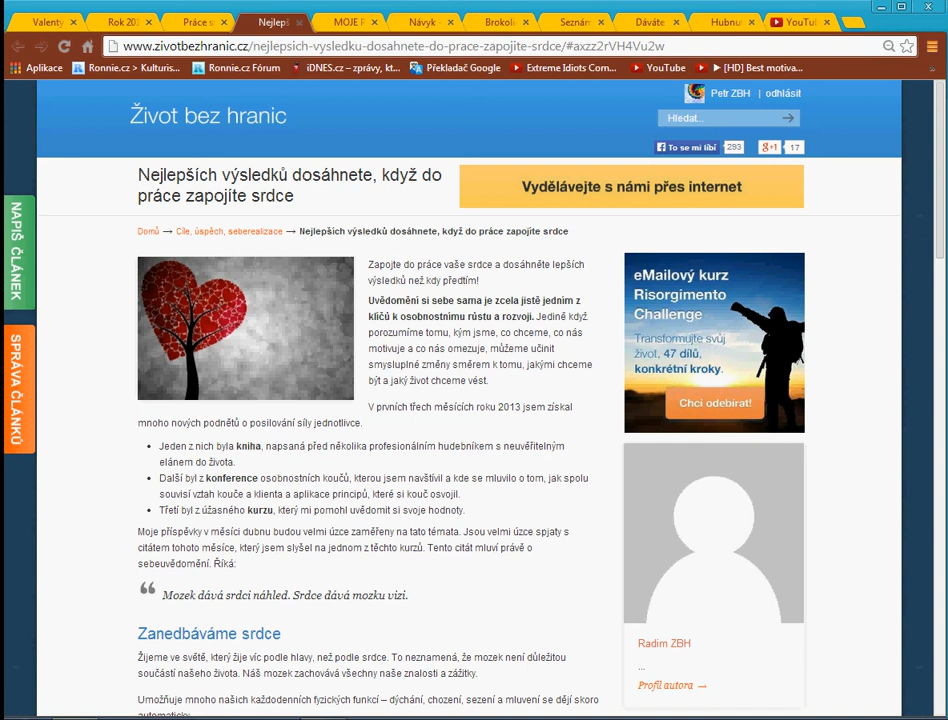 Valenty
Rok 20
Práce s
Nejlepš
MOJE P
Návyk -
Brokoli
Seznám
Dáváte
Hubnu
YouTul
www.zivotbezhranic.cz/nejlepsich-vysledku-dosahnete-do-prace-zapojite-srdce/#axzz2rVH4Vu2w
Aplikace
Ronnie.cz > Kulturis...
Ronnie.cz Fórum
iDNES.cz – zprávy, kt...
Překladač Google
Extreme Idiots Com...
YouTube
► [HD] Best motiva...
Život bez hranic
Petr ZBH | odhlásit
Hledat...
To se mi líbí 293
g+1 17
Nejlepších výsledků dosáhnete, když do
práce zapojíte srdce
Vydělávejte s námi přes internet
NAPIŠ ČLÁNEK
SPRÁVA ČLÁNKŮ
Domů → Cíle, úspěch, seberealizace → Nejlepších výsledků dosáhnete, když do práce zapojíte srdce
Zapojte do práce vaše srdce a dosáhněte lepších
výsledků než kdy předtím!
Uvědomění si sebe sama je zcela jistě jedním z
klíčů k osobnostnímu růstu a rozvoji. Jedině když
porozumíme tomu, kým jsme, co chceme, co nás
motivuje a co nás omezuje, můžeme učinit
smysluplné změny směrem k tomu, jakými chceme
být a jaký život chceme vést.
V prvních třech měsících roku 2013 jsem získal
mnoho nových podnětů o posilování síly jednotlivce.
• Jeden z nich byla kniha, napsaná před několika profesionálním hudebníkem s neuvěřitelným
elánem do života.
• Další byl z konference osobnostních koučů, kterou jsem navštívil a kde se mluvilo o tom, jak spolu
souvisí vztah kouče a klienta a aplikace principů, které si kouč osvojil.
• Třetí byl z úžasného kurzu, který mi pomohl uvědomit si svoje hodnoty.
Moje příspěvky v měsíci dubnu budou velmi úzce zaměřeny na tato témata. Jsou velmi úzce spjaty s
citátem tohoto měsíce, který jsem slyšel na jednom z těchto kurzů. Tento citát mluví právě o
sebeuvědomění. Říká:
“ Mozek dává srdci náhled. Srdce dává mozku vizi.
Zanedbáváme srdce
Žijeme ve světě, který žije víc podle hlavy, než podle srdce. To neznamená, že mozek není důležitou
součástí našeho života. Náš mozek zachovává všechny naše znalosti a zážitky.
Umožňuje mnoho našich každodenních fyzických funkcí – dýchání, chození, sezení a mluvení se dějí skoro
automaticky.
eMailový kurz
Risorgimento
Challenge
Transformujte svůj
život, 47 dílů,
konkrétní kroky.
Chci odebírat!
Radim ZBH
...
Profil autora →